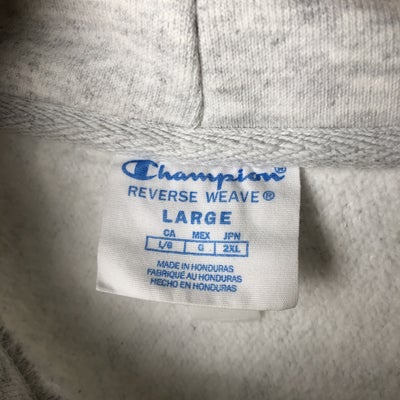 Champion
REVERSE WEAVE®
LARGE
CA MEX JPN
L/G G 2XL
MADE IN HONDURAS
FABRIQUÉ AU HONDURAS
HECHO EN HONDURAS